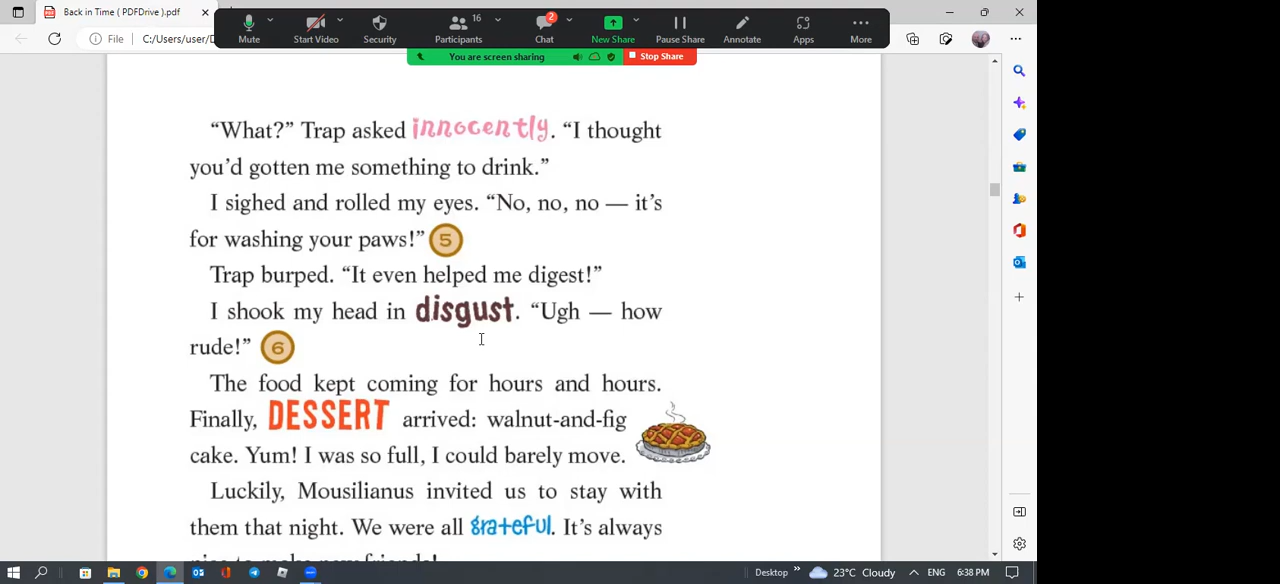 Back in Time ( PDFDrive ).pdf
16
2
Mute
Start Video
Security
Participants
Chat
New Share
Pause Share
Annotate
Apps
More
File
C:/Users/user/D
You are screen sharing
Stop Share
“What?” Trap asked innocently. “I thought
you’d gotten me something to drink.”
I sighed and rolled my eyes. “No, no, no — it’s
for washing your paws!” 5
Trap burped. “It even helped me digest!”
I shook my head in disgust. “Ugh — how
rude!” 6
The food kept coming for hours and hours.
Finally, DESSERT arrived: walnut-and-fig
cake. Yum! I was so full, I could barely move.
Luckily, Mousilianus invited us to stay with
them that night. We were all grateful. It’s always
nice to make new friends!
Desktop
23°C Cloudy
ENG
6:38 PM